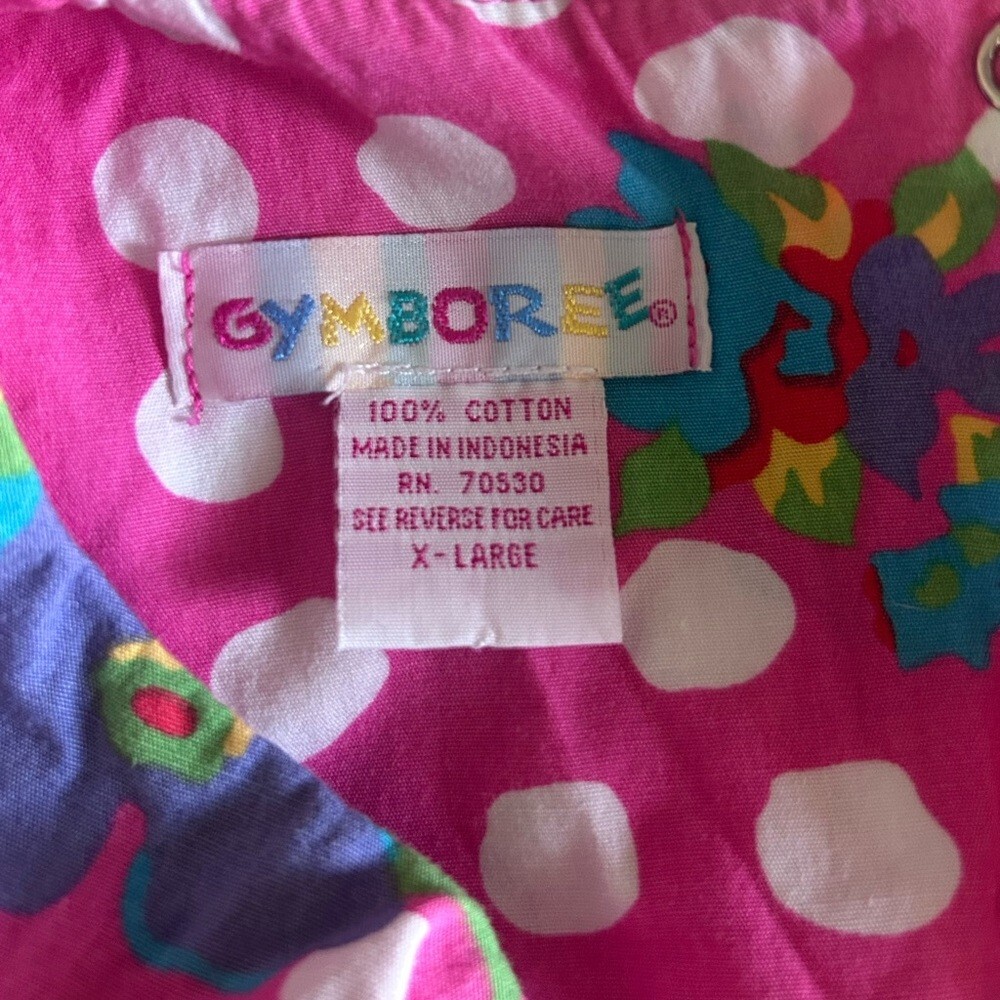 GYMBOREE®
100% COTTON
MADE IN INDONESIA
RN. 70530
SEE REVERSE FOR CARE
X-LARGE